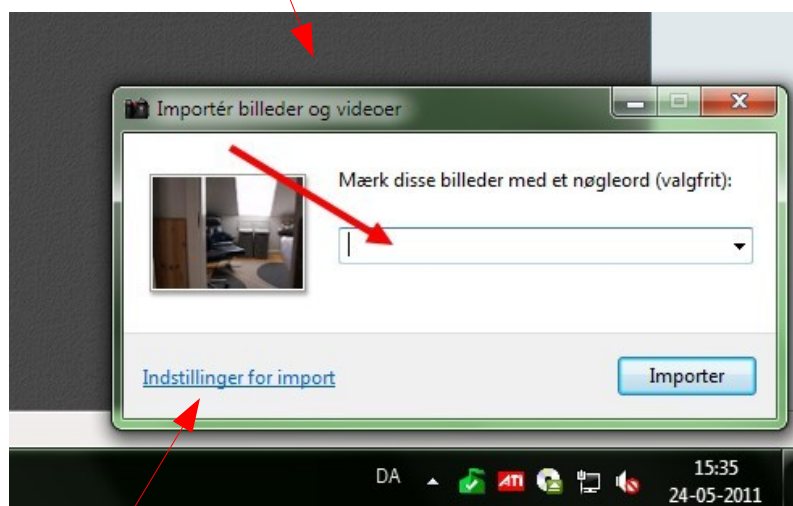 Importér billeder og videoer
Mærk disse billeder med et nøgleord (valgfrit):
Indstillinger for import
Importer
DA
ATI
15:35
24-05-2011